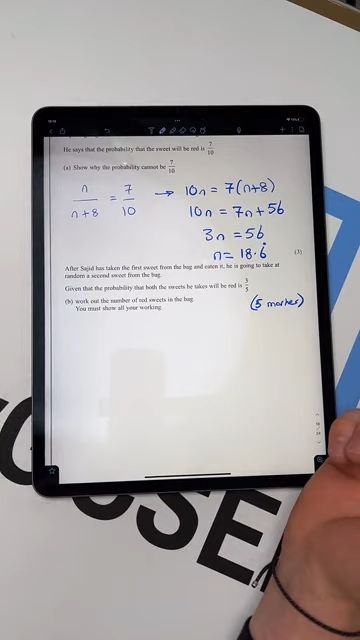 He says that the probability that the sweet will be red is 7/10
(a) Show why the probability cannot be 7/10
n/(n+8) = 7/10 → 10n = 7(n+8)
10n = 7n + 56
3n = 56
n = 18.6̇
(3)
After Sajid has taken the first sweet from the bag and eaten it, he is going to take at
random a second sweet from the bag.
Given that the probability that both the sweets he takes will be red is 3/5
(b) work out the number of red sweets in the bag.
You must show all your working.
(5 marker)
OUSE